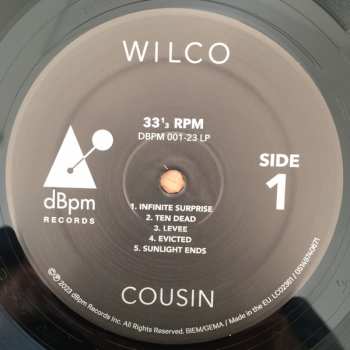 WILCO
33⅓ RPM
DBPM 001-23 LP
SIDE
1
dBpm
RECORDS
1. INFINITE SURPRISE
2. TEN DEAD
3. LEVEE
4. EVICTED
5. SUNLIGHT ENDS
COUSIN
©℗ 2023 dBpm Records Inc. All Rights Reserved. BIEM/GEMA / Made in the EU